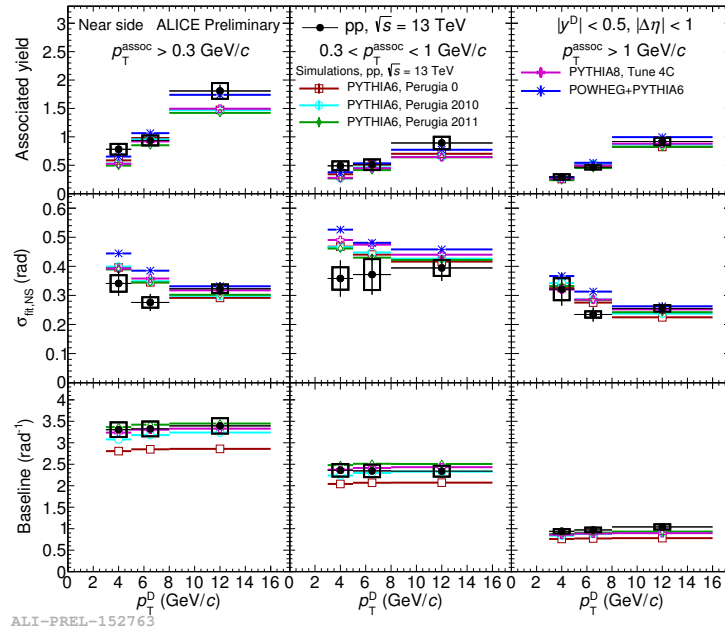 Near side ALICE Preliminary
p_T^assoc > 0.3 GeV/c
pp, √s = 13 TeV
0.3 < p_T^assoc < 1 GeV/c
Simulations, pp, √s = 13 TeV
PYTHIA6, Perugia 0
PYTHIA6, Perugia 2010
PYTHIA6, Perugia 2011
|y^D| < 0.5, |Δη| < 1
p_T^assoc > 1 GeV/c
PYTHIA8, Tune 4C
POWHEG+PYTHIA6
Associated yield
3
2.5
2
1.5
1
0.5
0
σ_fit,NS (rad)
0.6
0.5
0.4
0.3
0.2
0.1
0
Baseline (rad⁻¹)
4
3.5
3
2.5
2
1.5
1
0.5
0
0 2 4 6 8 10 12 14 16
0 2 4 6 8 10 12 14 16
0 2 4 6 8 10 12 14 16
p_T^D (GeV/c)
p_T^D (GeV/c)
p_T^D (GeV/c)
ALI-PREL-152763